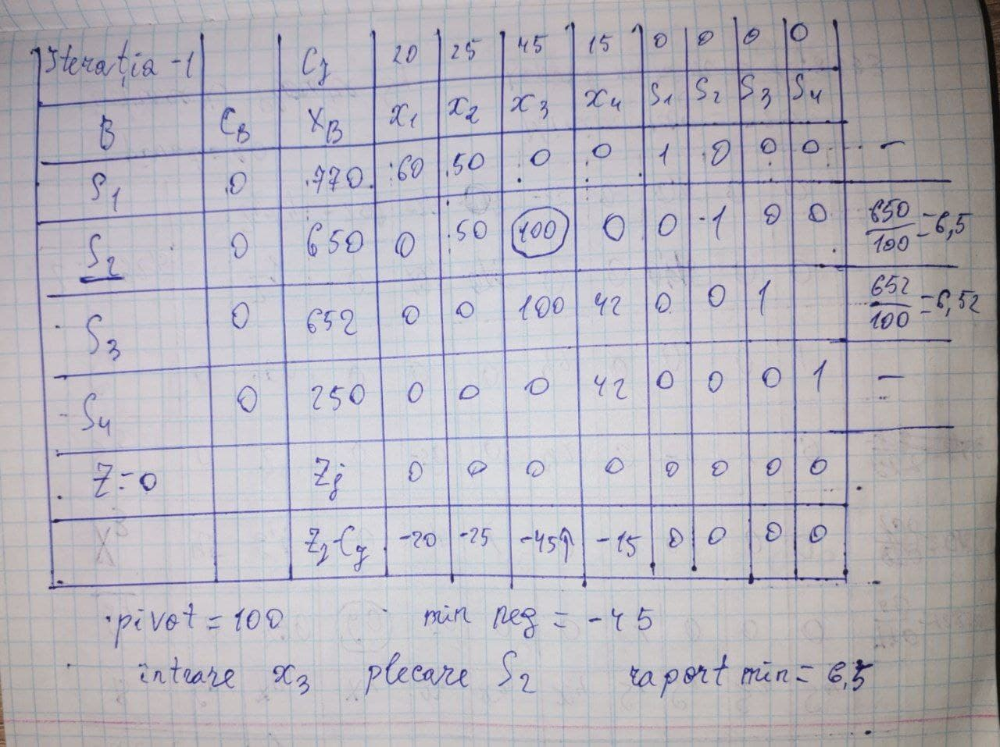 Iterația -1 Cj 20 25 45 15 0 0 0 0
B CB XB x1 x2 x3 x4 S1 S2 S3 S4
S1 0 770 60 50 0 0 1 0 0 0 -
S2 0 650 0 50 100 0 0 1 0 0 650/100 = 6,5
S3 0 652 0 0 100 42 0 0 1 652/100 = 6,52
S4 0 250 0 0 0 42 0 0 0 1 -
Z=0 Zj 0 0 0 0 0 0 0 0
Zj-Cj -20 -25 -45↑ -15 0 0 0 0
pivot = 100 min neg = -45
intrare x3 plecare S2 raport min = 6,5